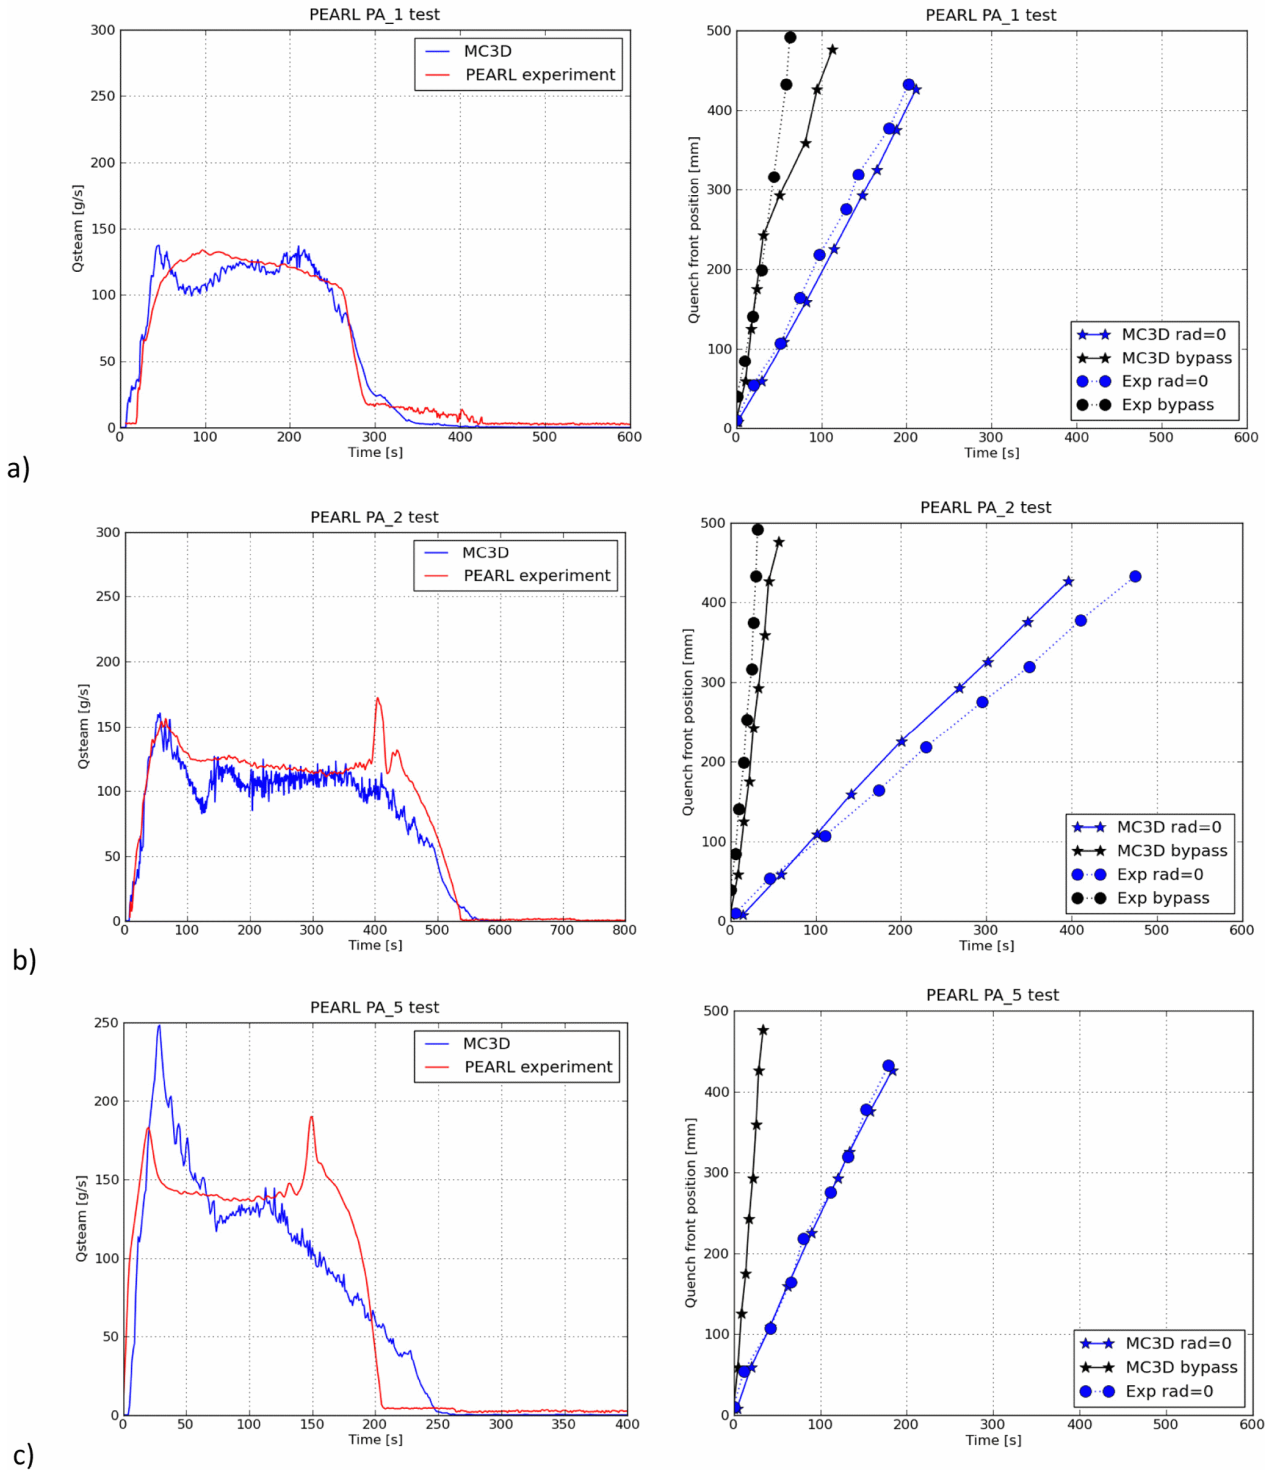 PEARL PA_1 test
300
250
200
150
100
50
0
Qsteam [g/s]
MC3D
PEARL experiment
0 100 200 300 400 500 600
Time [s]
PEARL PA_1 test
500
400
300
200
100
0
Quench front position [mm]
MC3D rad=0
MC3D bypass
Exp rad=0
Exp bypass
0 100 200 300 400 500 600
Time [s]
a)
PEARL PA_2 test
300
250
200
150
100
50
0
Qsteam [g/s]
MC3D
PEARL experiment
0 100 200 300 400 500 600 700 800
Time [s]
PEARL PA_2 test
500
400
300
200
100
0
Quench front position [mm]
MC3D rad=0
MC3D bypass
Exp rad=0
Exp bypass
0 100 200 300 400 500 600
Time [s]
b)
PEARL PA_5 test
250
200
150
100
50
0
Qsteam [g/s]
MC3D
PEARL experiment
0 50 100 150 200 250 300 350 400
Time [s]
PEARL PA_5 test
500
400
300
200
100
0
Quench front position [mm]
MC3D rad=0
MC3D bypass
Exp rad=0
0 100 200 300 400 500 600
Time [s]
c)